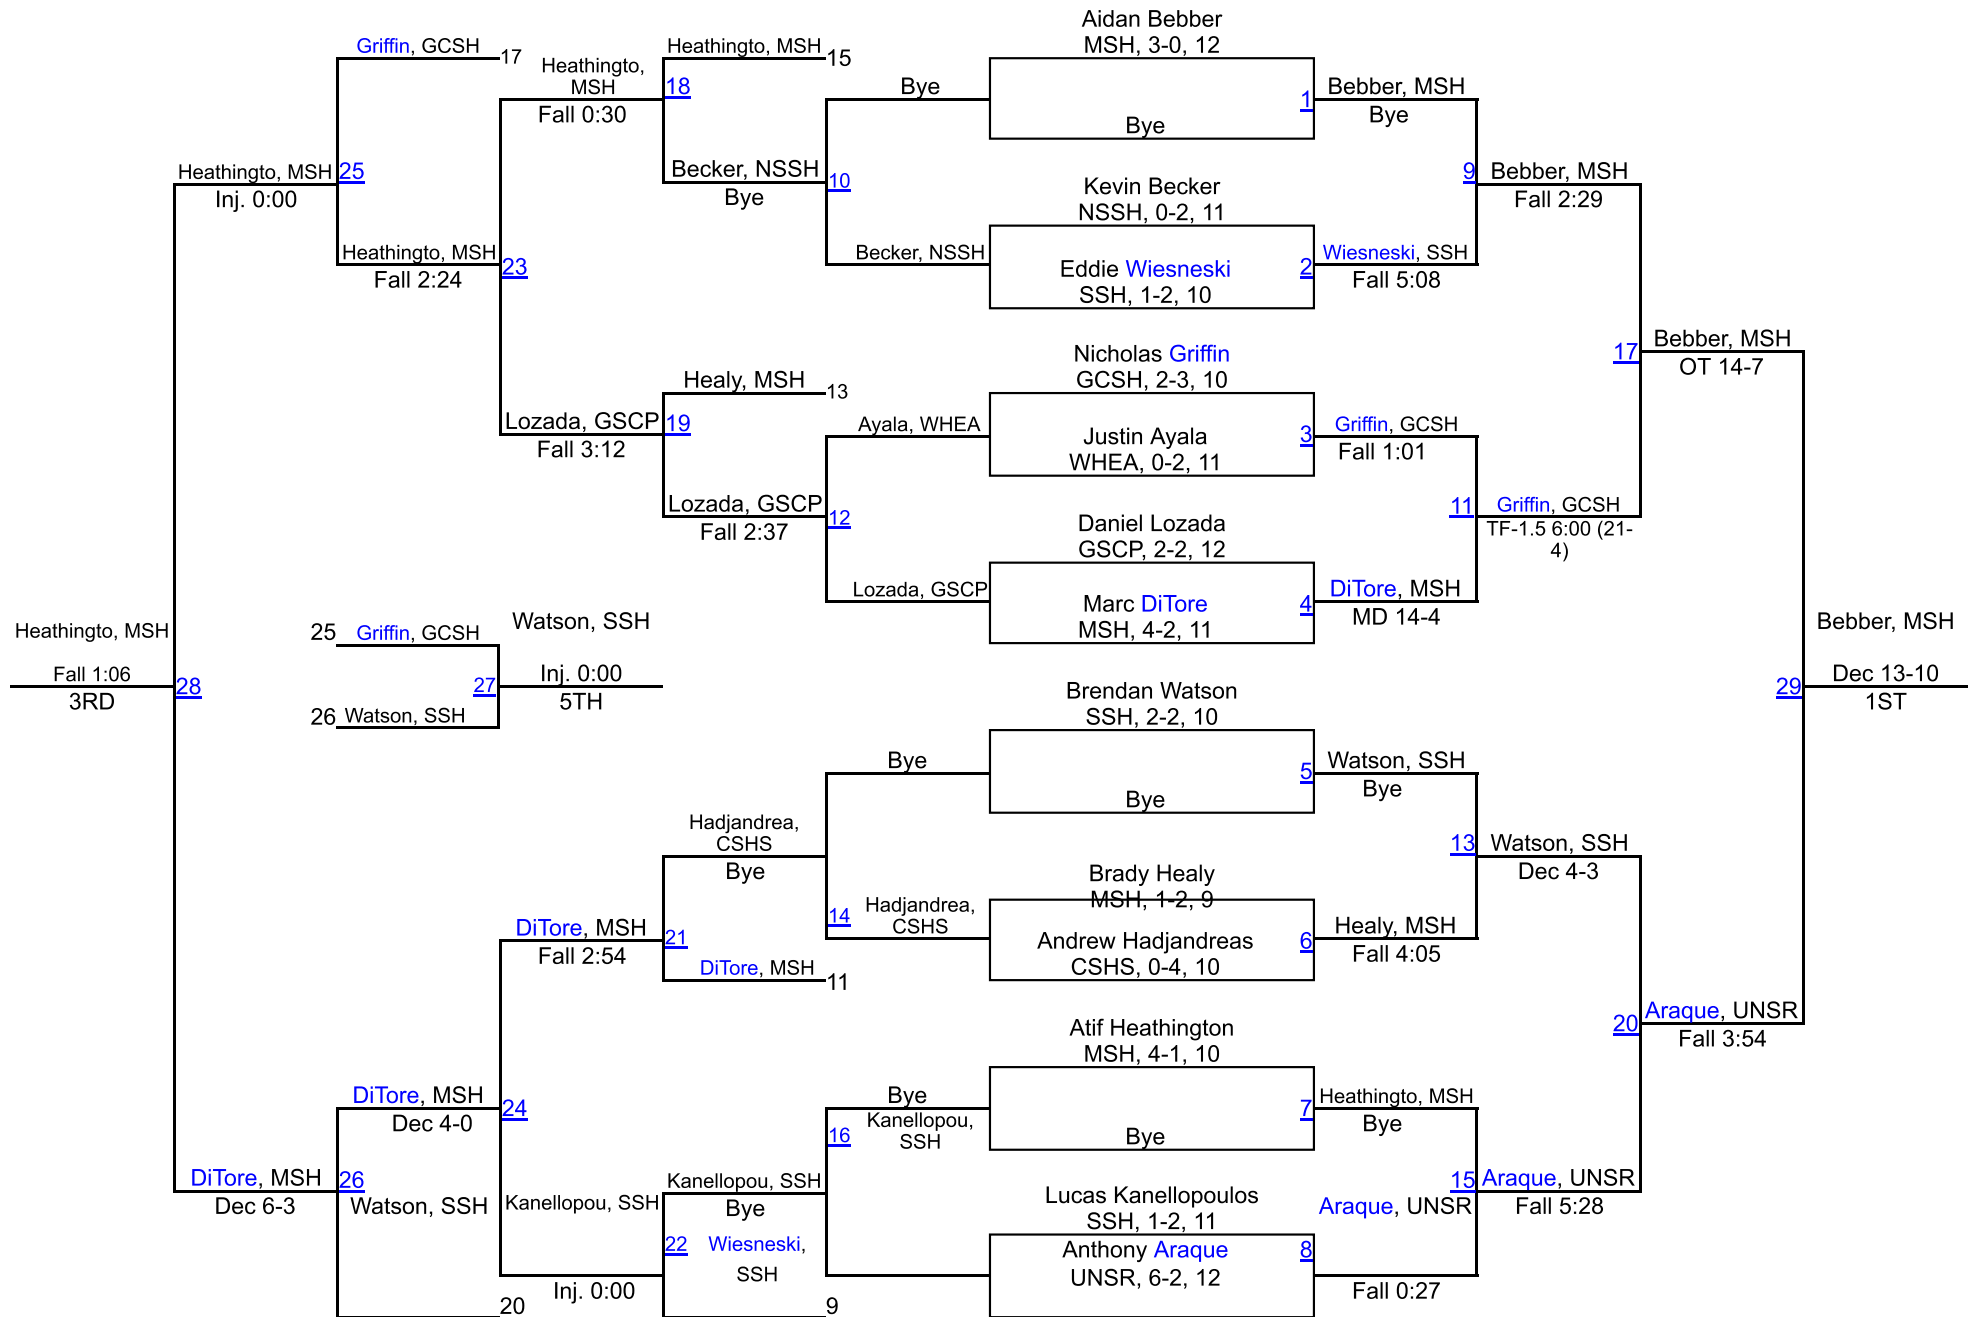 Aidan Bebber
MSH, 3-0, 12
Griffin, GCSH
17
Heathingto,
MSH
Fall 0:30
Heathingto, MSH
15
18
Bye
1
Bebber, MSH
Bye
Bye
Heathingto, MSH
25
Inj. 0:00
Becker, NSSH
10
Bye
Kevin Becker
NSSH, 0-2, 11
9
Bebber, MSH
Fall 2:29
Heathingto, MSH
23
Fall 2:24
Becker, NSSH
Eddie Wiesneski
SSH, 1-2, 10
2
Wiesneski, SSH
Fall 5:08
Nicholas Griffin
GCSH, 2-3, 10
17
Bebber, MSH
OT 14-7
Healy, MSH
13
Lozada, GSCP
19
Fall 3:12
Ayala, WHEA
Justin Ayala
WHEA, 0-2, 11
3
Griffin, GCSH
Fall 1:01
Lozada, GSCP
12
Fall 2:37
Daniel Lozada
GSCP, 2-2, 12
11
Griffin, GCSH
TF-1.5 6:00 (21-
4)
Lozada, GSCP
Marc DiTore
MSH, 4-2, 11
4
DiTore, MSH
MD 14-4
Heathingto, MSH
Fall 1:06
3RD
28
25
Griffin, GCSH
26
Watson, SSH
27
Watson, SSH
Inj. 0:00
5TH
Bebber, MSH
29
Dec 13-10
1ST
Brendan Watson
SSH, 2-2, 10
Bye
5
Watson, SSH
Bye
Bye
Hadjandrea,
CSHS
Bye
13
Watson, SSH
Dec 4-3
Brady Healy
MSH, 1-2, 9
14
Hadjandrea,
CSHS
Andrew Hadjandreas
CSHS, 0-4, 10
6
Healy, MSH
Fall 4:05
DiTore, MSH
21
Fall 2:54
DiTore, MSH
11
Atif Heathington
MSH, 4-1, 10
20
Araque, UNSR
Fall 3:54
DiTore, MSH
24
Dec 4-0
Bye
16
Kanellopou,
SSH
7
Heathingto, MSH
Bye
Bye
DiTore, MSH
26
Dec 6-3
Watson, SSH
20
Kanellopou, SSH
Inj. 0:00
Kanellopou, SSH
Bye
22
Wiesneski,
SSH
9
Lucas Kanellopoulos
SSH, 1-2, 11
Anthony Araque
UNSR, 6-2, 12
8
Araque, UNSR
Fall 0:27
15
Araque, UNSR
Fall 5:28